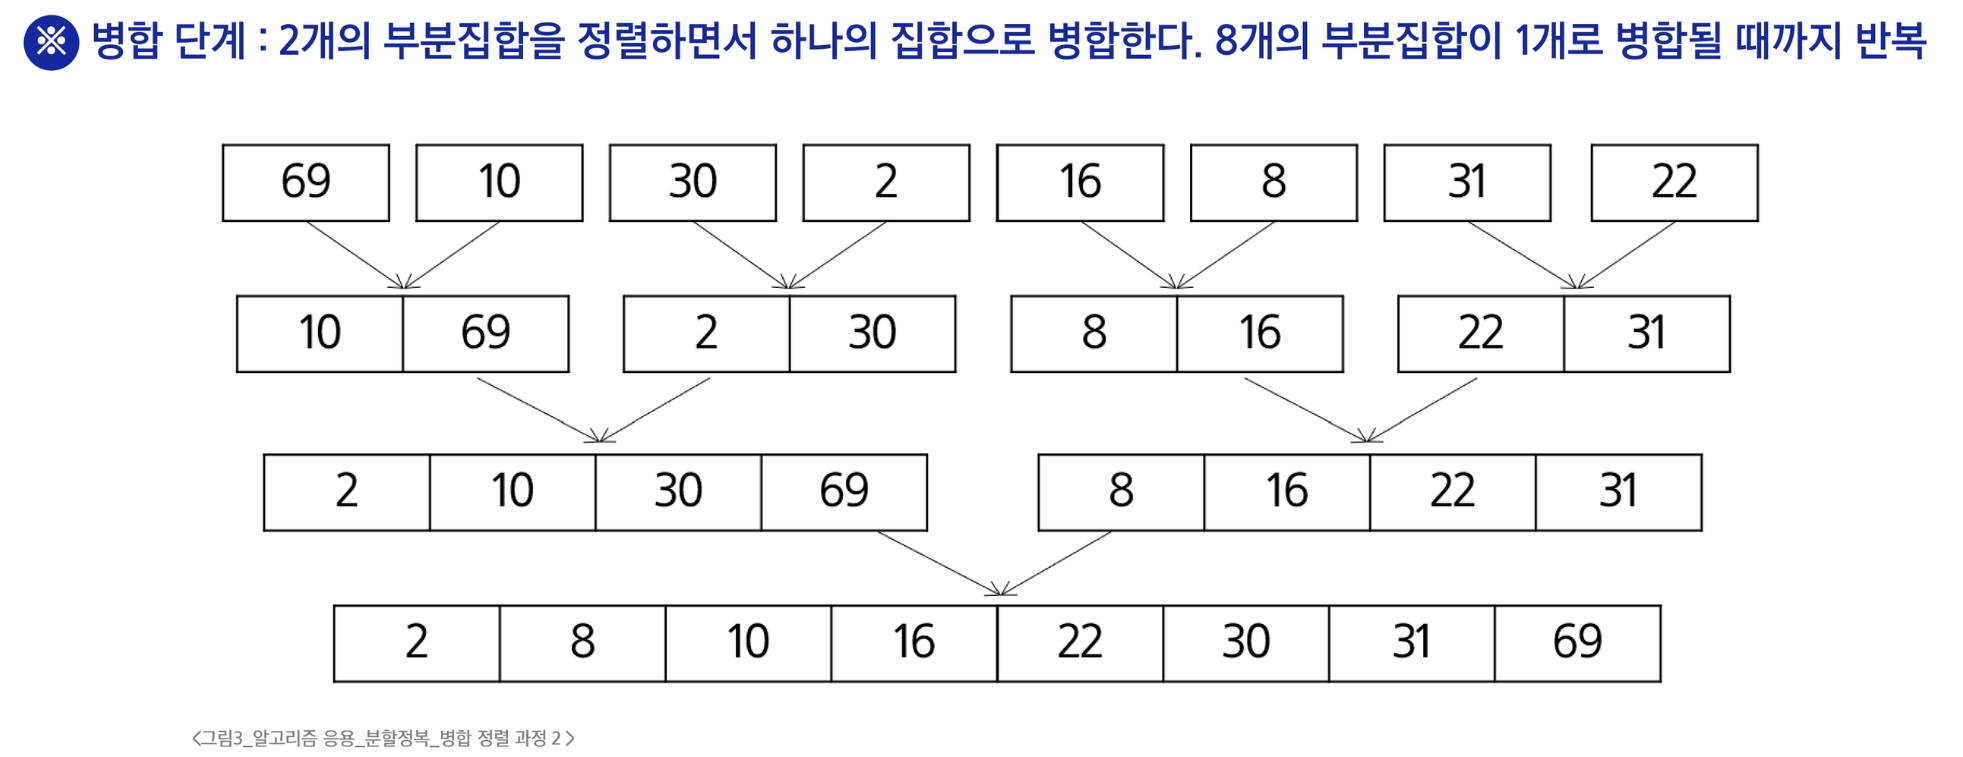 ※ 병합 단계 : 2개의 부분집합을 정렬하면서 하나의 집합으로 병합한다. 8개의 부분집합이 1개로 병합될 때까지 반복
69 10 30 2 16 8 31 22
10 69 2 30 8 16 22 31
2 10 30 69 8 16 22 31
2 8 10 16 22 30 31 69
<그림3_알고리즘 응용_분할정복_병합 정렬 과정 2 >